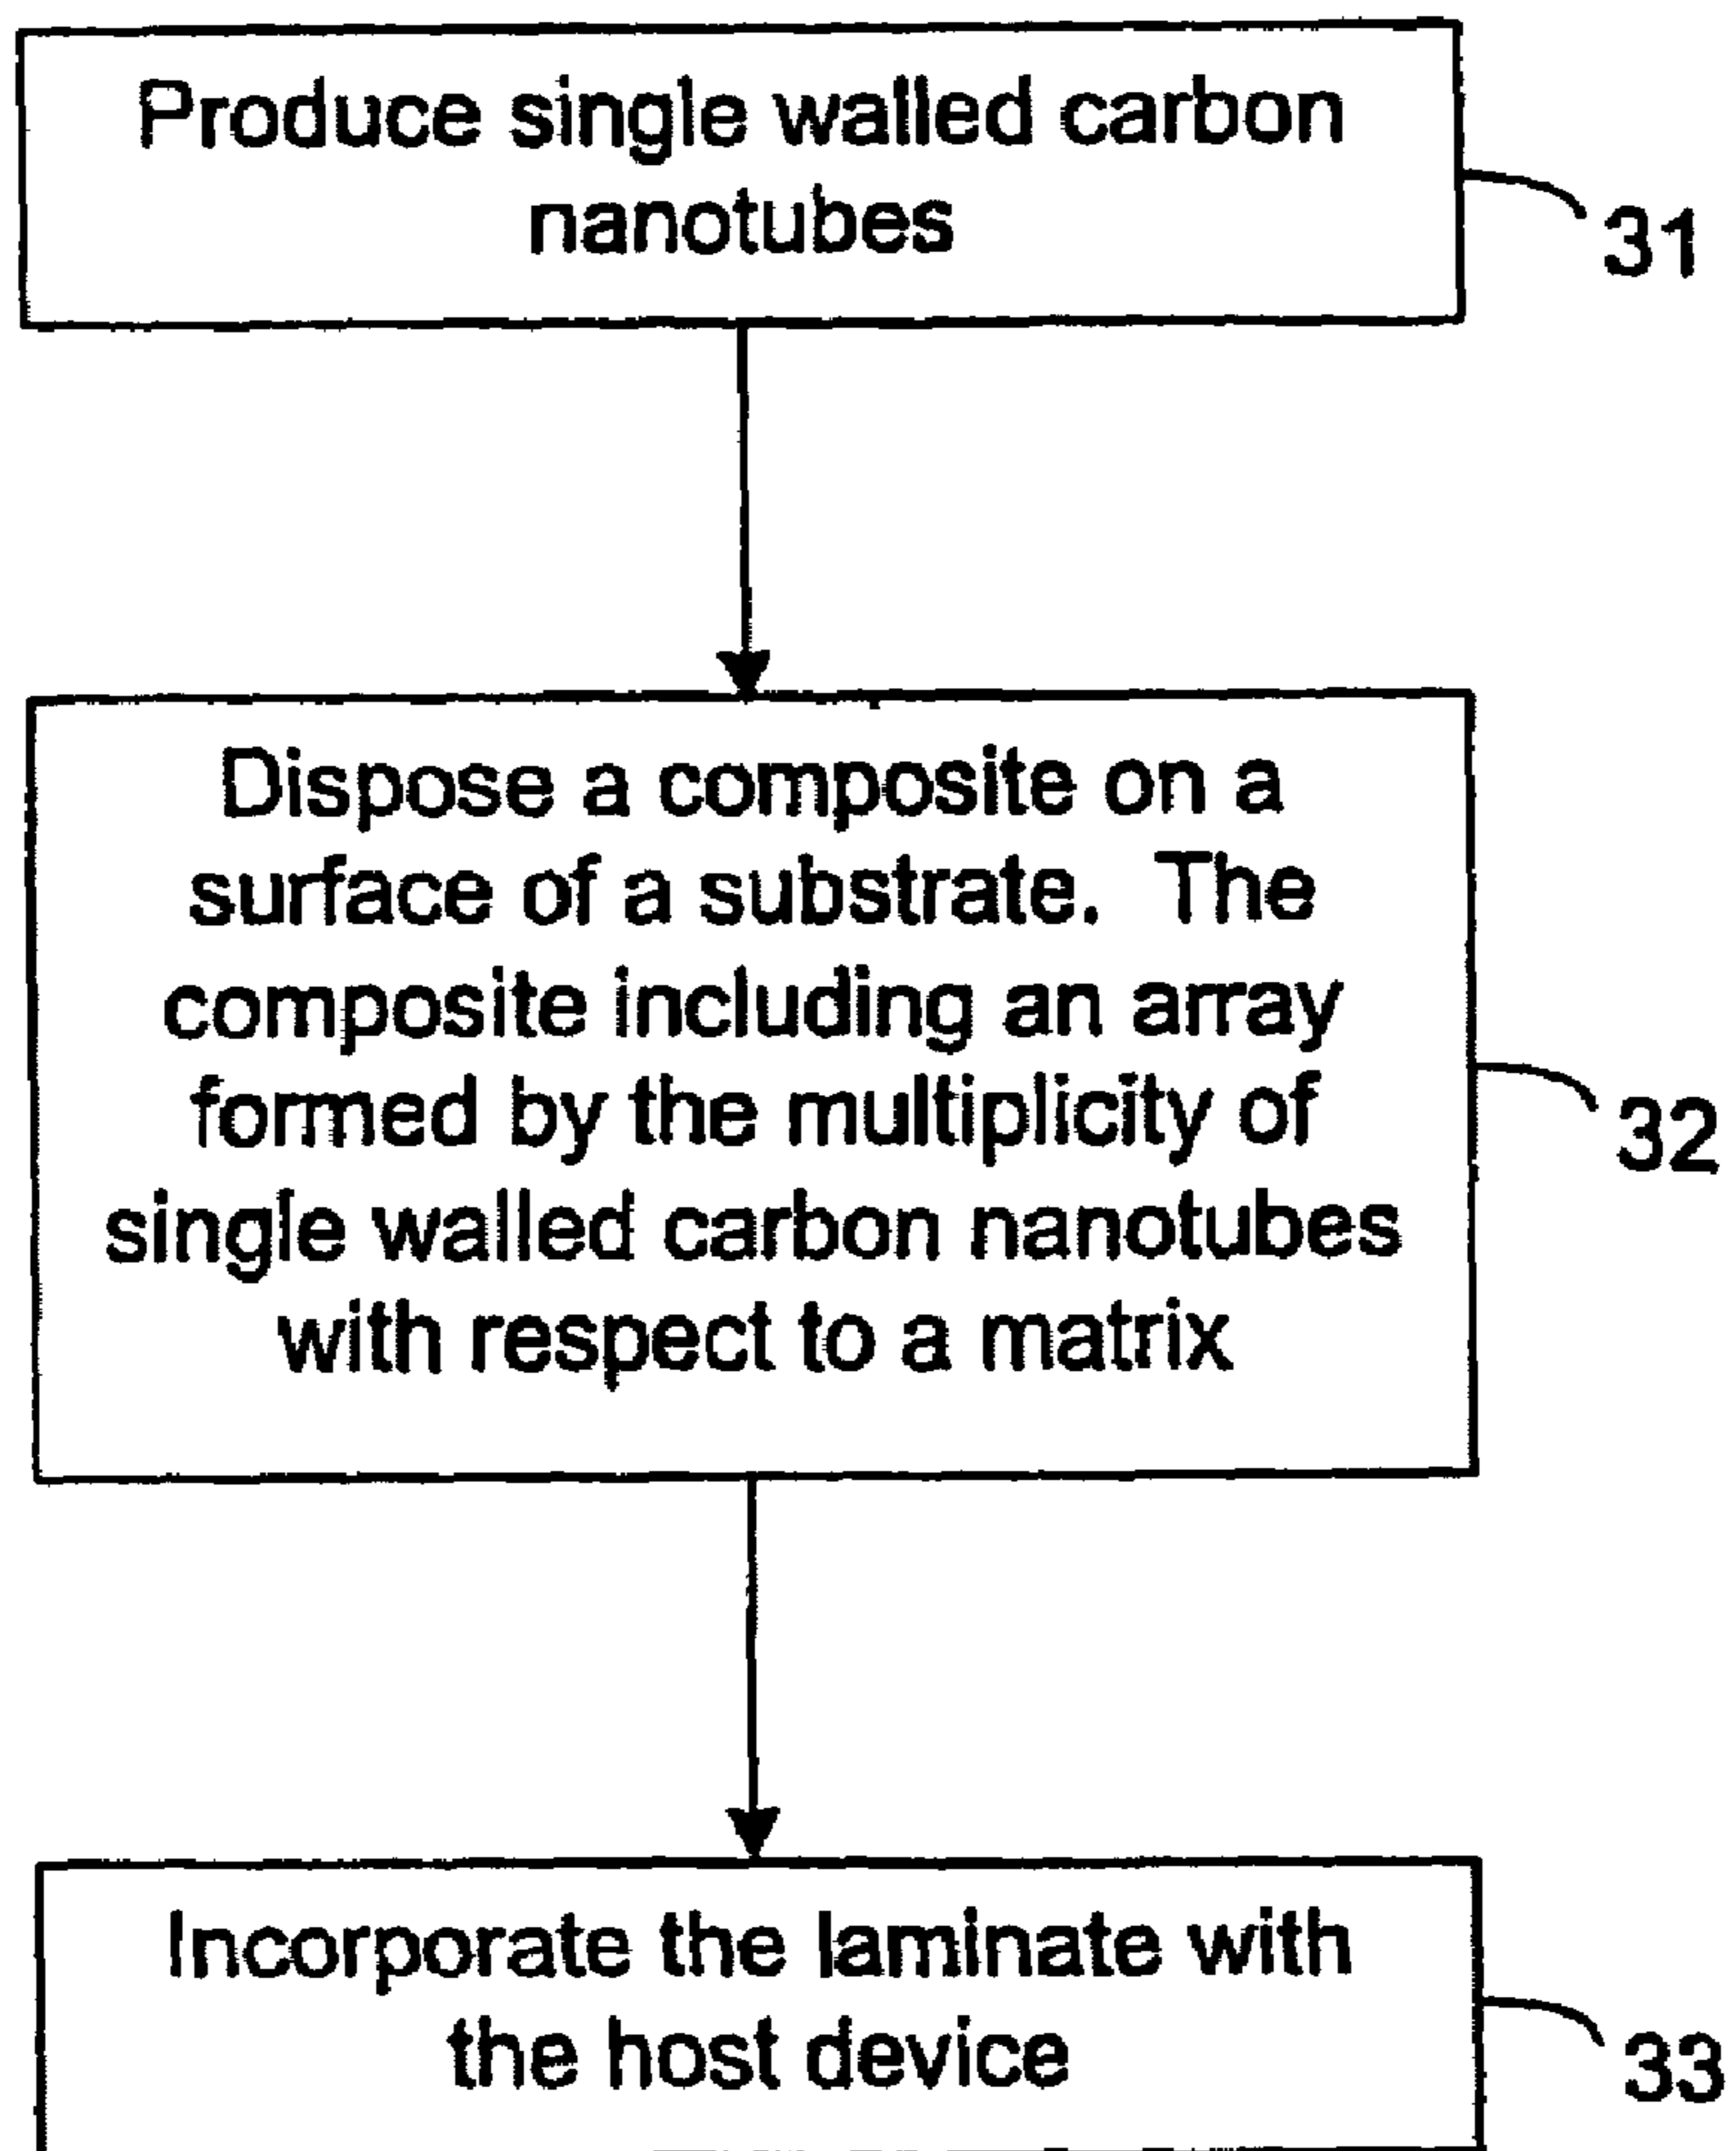 Produce single walled carbon
nanotubes
31
Dispose a composite on a
surface of a substrate. The
composite including an array
formed by the multiplicity of
single walled carbon nanotubes
with respect to a matrix
32
Incorporate the laminate with
the host device
33